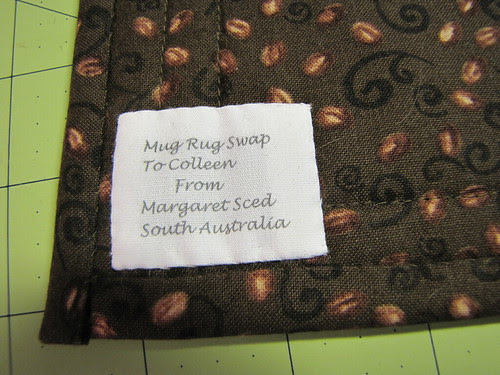 Mug Rug Swap
To Colleen
From
Margaret Sced
South Australia